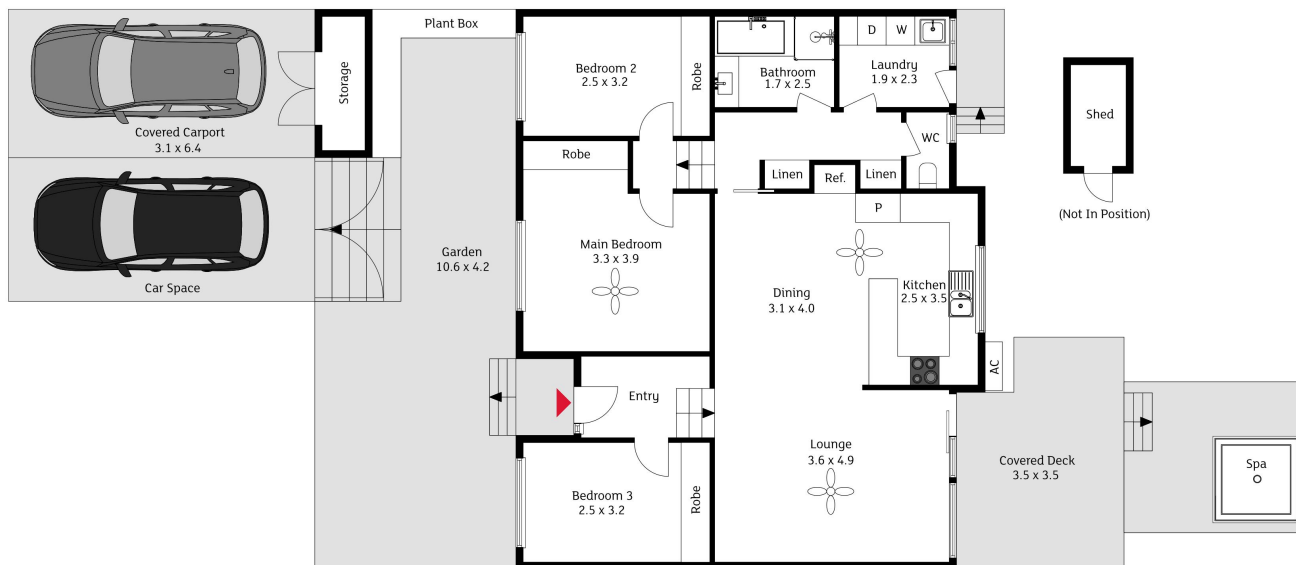 Plant Box
Storage
Covered Carport
3.1 x 6.4
Car Space
Garden
10.6 x 4.2
Bedroom 2
2.5 x 3.2
Robe
Bathroom
1.7 x 2.5
D
W
Laundry
1.9 x 2.3
WC
Shed
(Not In Position)
Robe
Linen
Ref.
Linen
P
Main Bedroom
3.3 x 3.9
Dining
3.1 x 4.0
Kitchen
2.5 x 3.5
AC
Entry
Lounge
3.6 x 4.9
Covered Deck
3.5 x 3.5
Spa
Bedroom 3
2.5 x 3.2
Robe